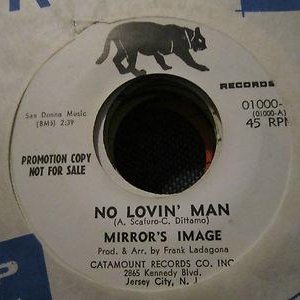 RECORDS
San Donna Music
(BMI) 2:39
01000-
(01000-A)
45 RPM
PROMOTION COPY
NOT FOR SALE
NO LOVIN' MAN
(A. Scafuro-C. Dittamo)
MIRROR'S IMAGE
Prod. & Arr. by Frank Ladagona
CATAMOUNT RECORDS CO. INC
2865 Kennedy Blvd.
Jersey City, N. J